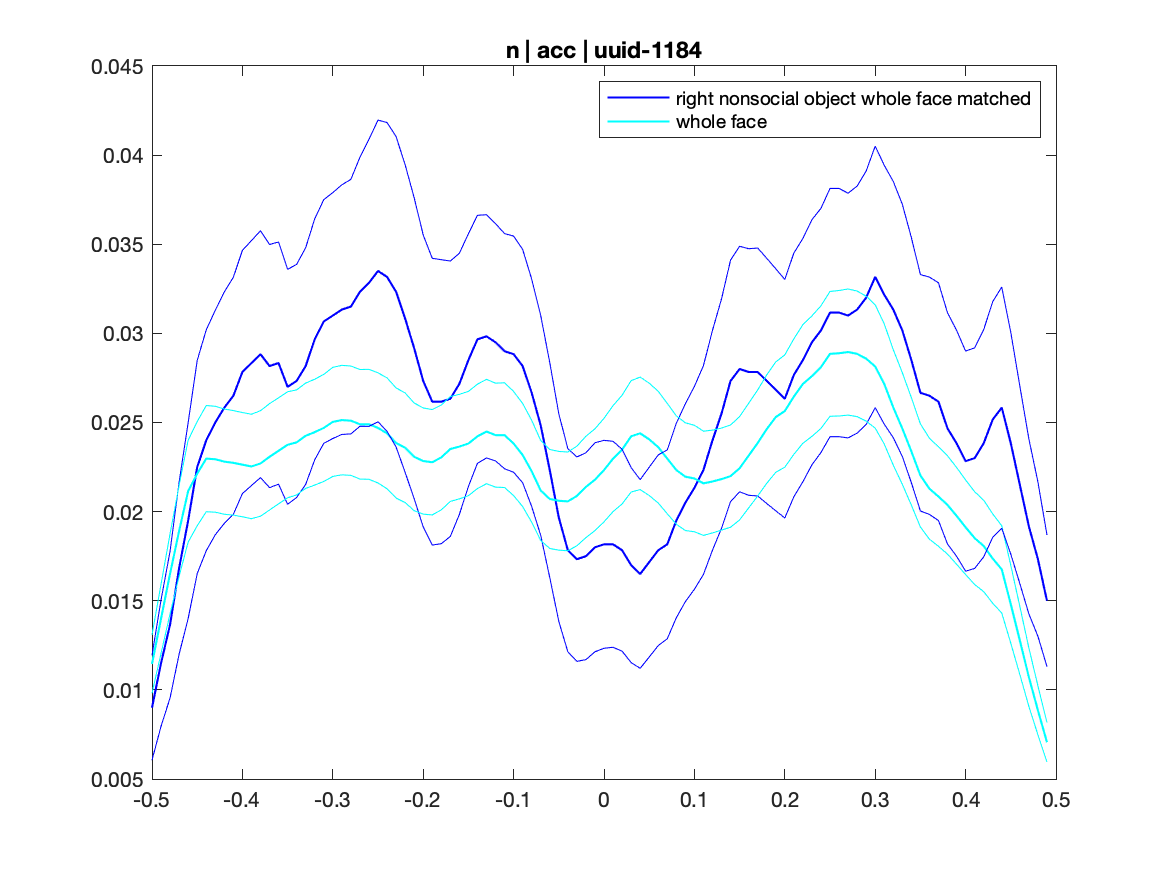 n | acc | uuid-1184
right nonsocial object whole face matched
whole face
0.045
0.04
0.035
0.03
0.025
0.02
0.015
0.01
0.005
-0.5 -0.4 -0.3 -0.2 -0.1 0 0.1 0.2 0.3 0.4 0.5